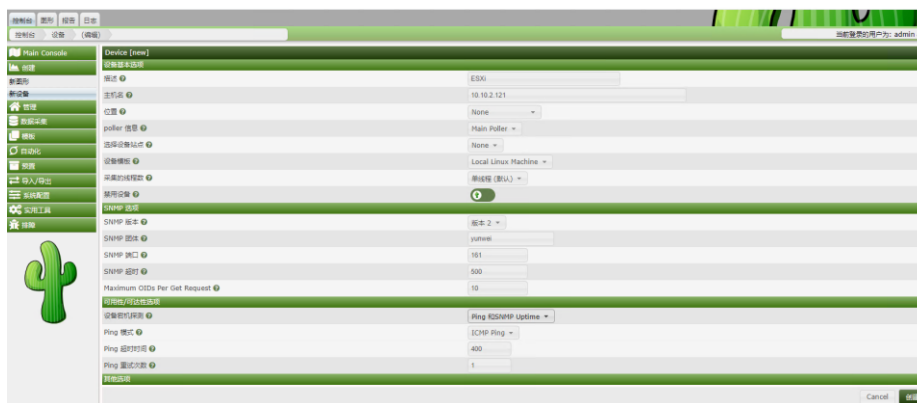 控制台 图形 报告 日志
控制台 设备 (编辑) 当前登录的用户为: admin
Main Console
创建
新图形
新设备
管理
数据采集
模板
自动化
预置
导入/导出
系统配置
实用工具
排障
Device [new]
设备基本选项
描述 ESXi
主机名 10.10.2.121
位置 None
poller 信息 Main Poller
选择设备站点 None
设备模板 Local Linux Machine
采集的线程数 单线程 (默认)
禁用设备
SNMP 选项
SNMP 版本 版本 2
SNMP 团体 yunwei
SNMP 端口 161
SNMP 超时 500
Maximum OIDs Per Get Request 10
可用性/可达性选项
设备宕机探测 Ping 和SNMP Uptime
Ping 模式 ICMP Ping
Ping 超时时间 400
Ping 重试次数 1
其他选项
Cancel